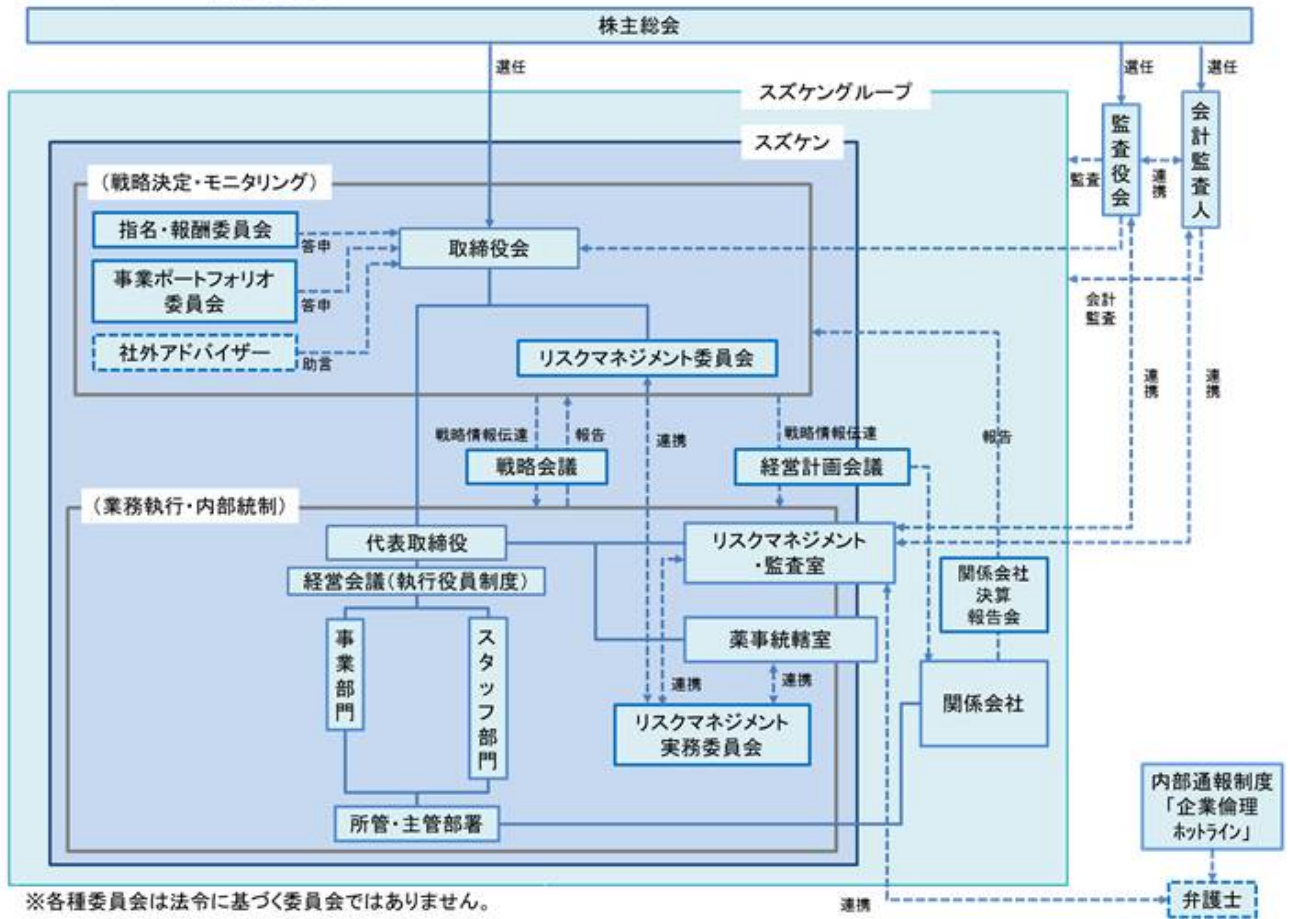 株主総会
選任
選任
選任
スズケングループ
スズケン
監査役会
会計監査人
(戦略決定・モニタリング)
監査
連携
指名・報酬委員会
答申
取締役会
事業ポートフォリオ
委員会
答申
会計
監査
社外アドバイザー
助言
リスクマネジメント委員会
連携
連携
戦略情報伝達
報告
連携
戦略情報伝達
報告
戦略会議
経営計画会議
(業務執行・内部統制)
代表取締役
リスクマネジメント
・監査室
経営会議(執行役員制度)
関係会社
決算
報告会
事業部門
スタッフ部門
薬事統轄室
連携
連携
関係会社
リスクマネジメント
実務委員会
所管・主管部署
内部通報制度
「企業倫理
ホットライン」
※各種委員会は法令に基づく委員会ではありません。
連携
弁護士